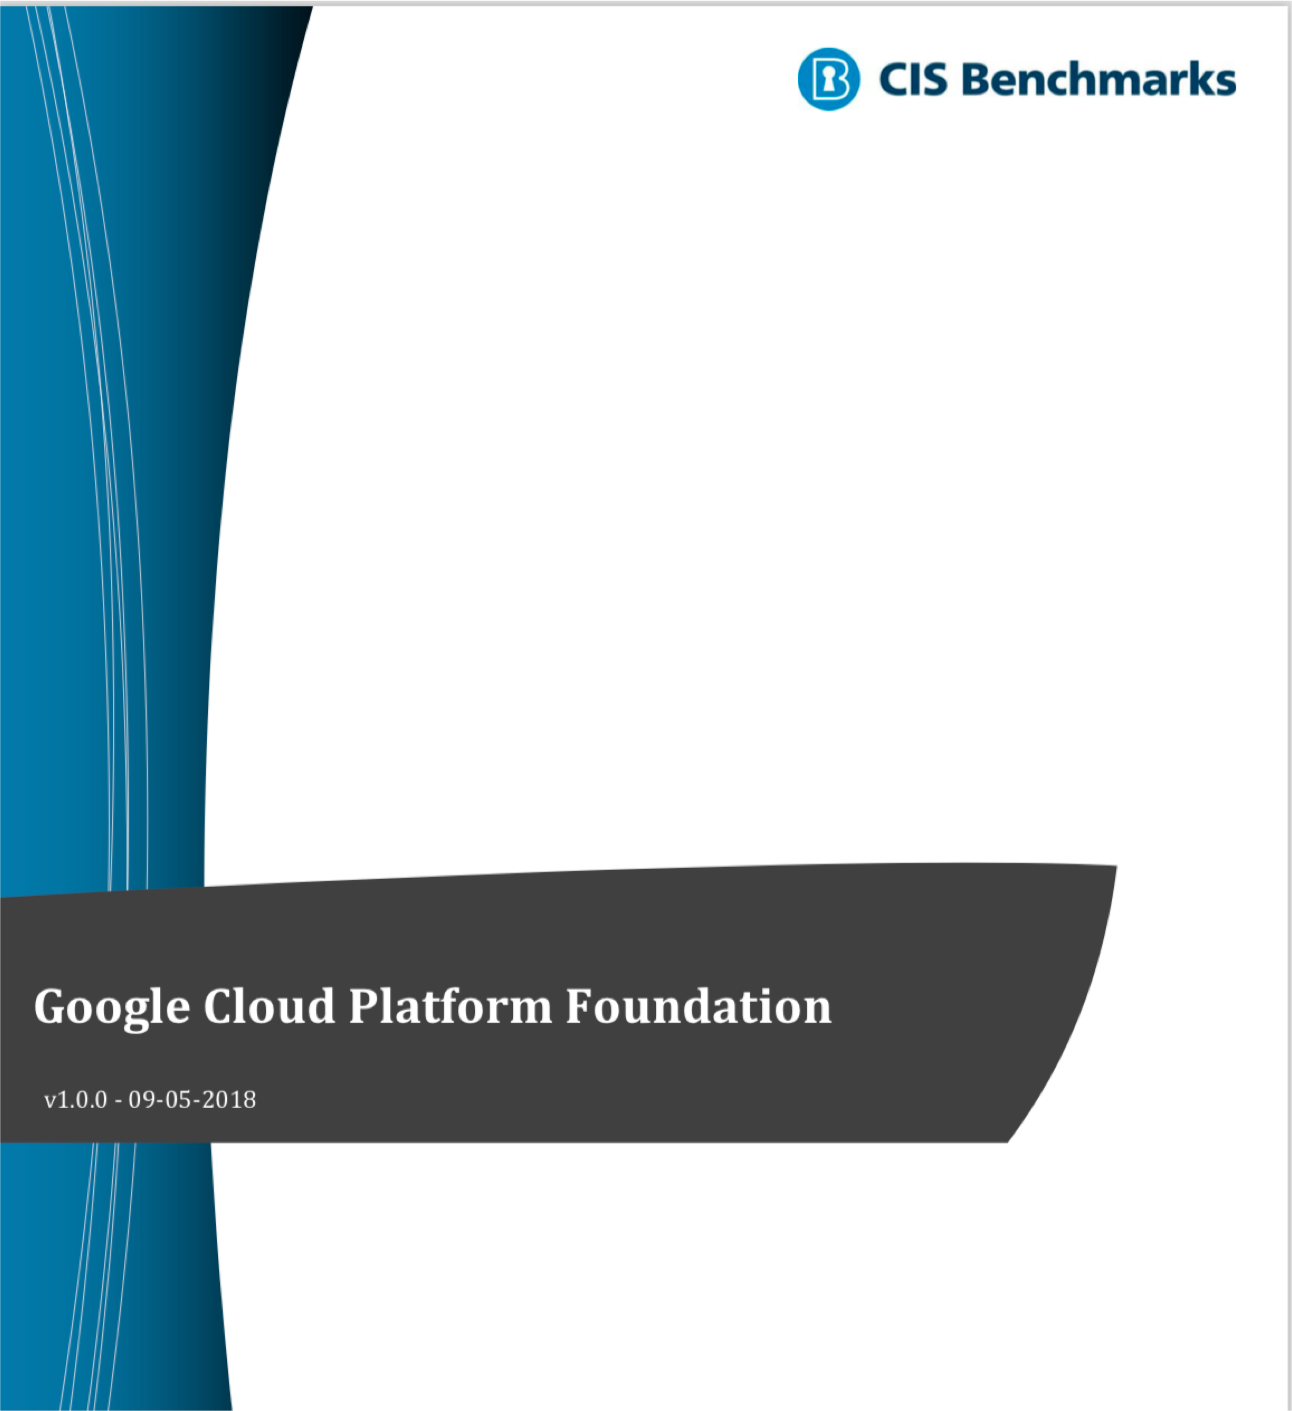 CIS Benchmarks
Google Cloud Platform Foundation
v1.0.0 - 09-05-2018